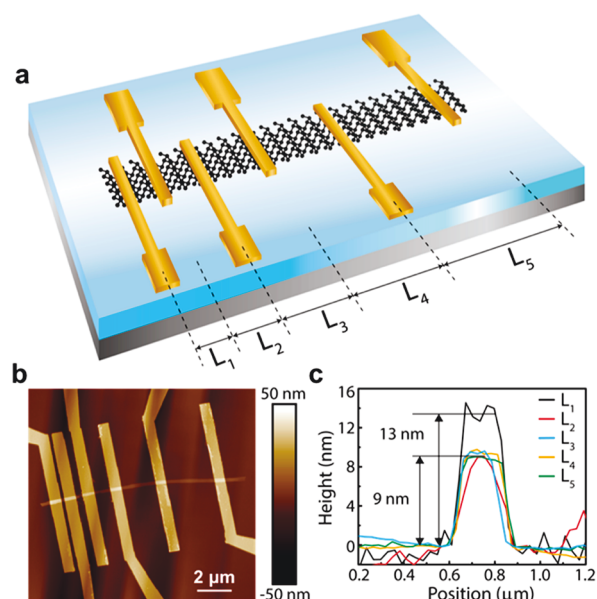 a
L1
L2
L3
L4
L5
b
50 nm
2 μm
-50 nm
c
16
12
8
4
0
Height (nm)
13 nm
9 nm
L1
L2
L3
L4
L5
0.2 0.4 0.6 0.8 1.0 1.2
Position (μm)